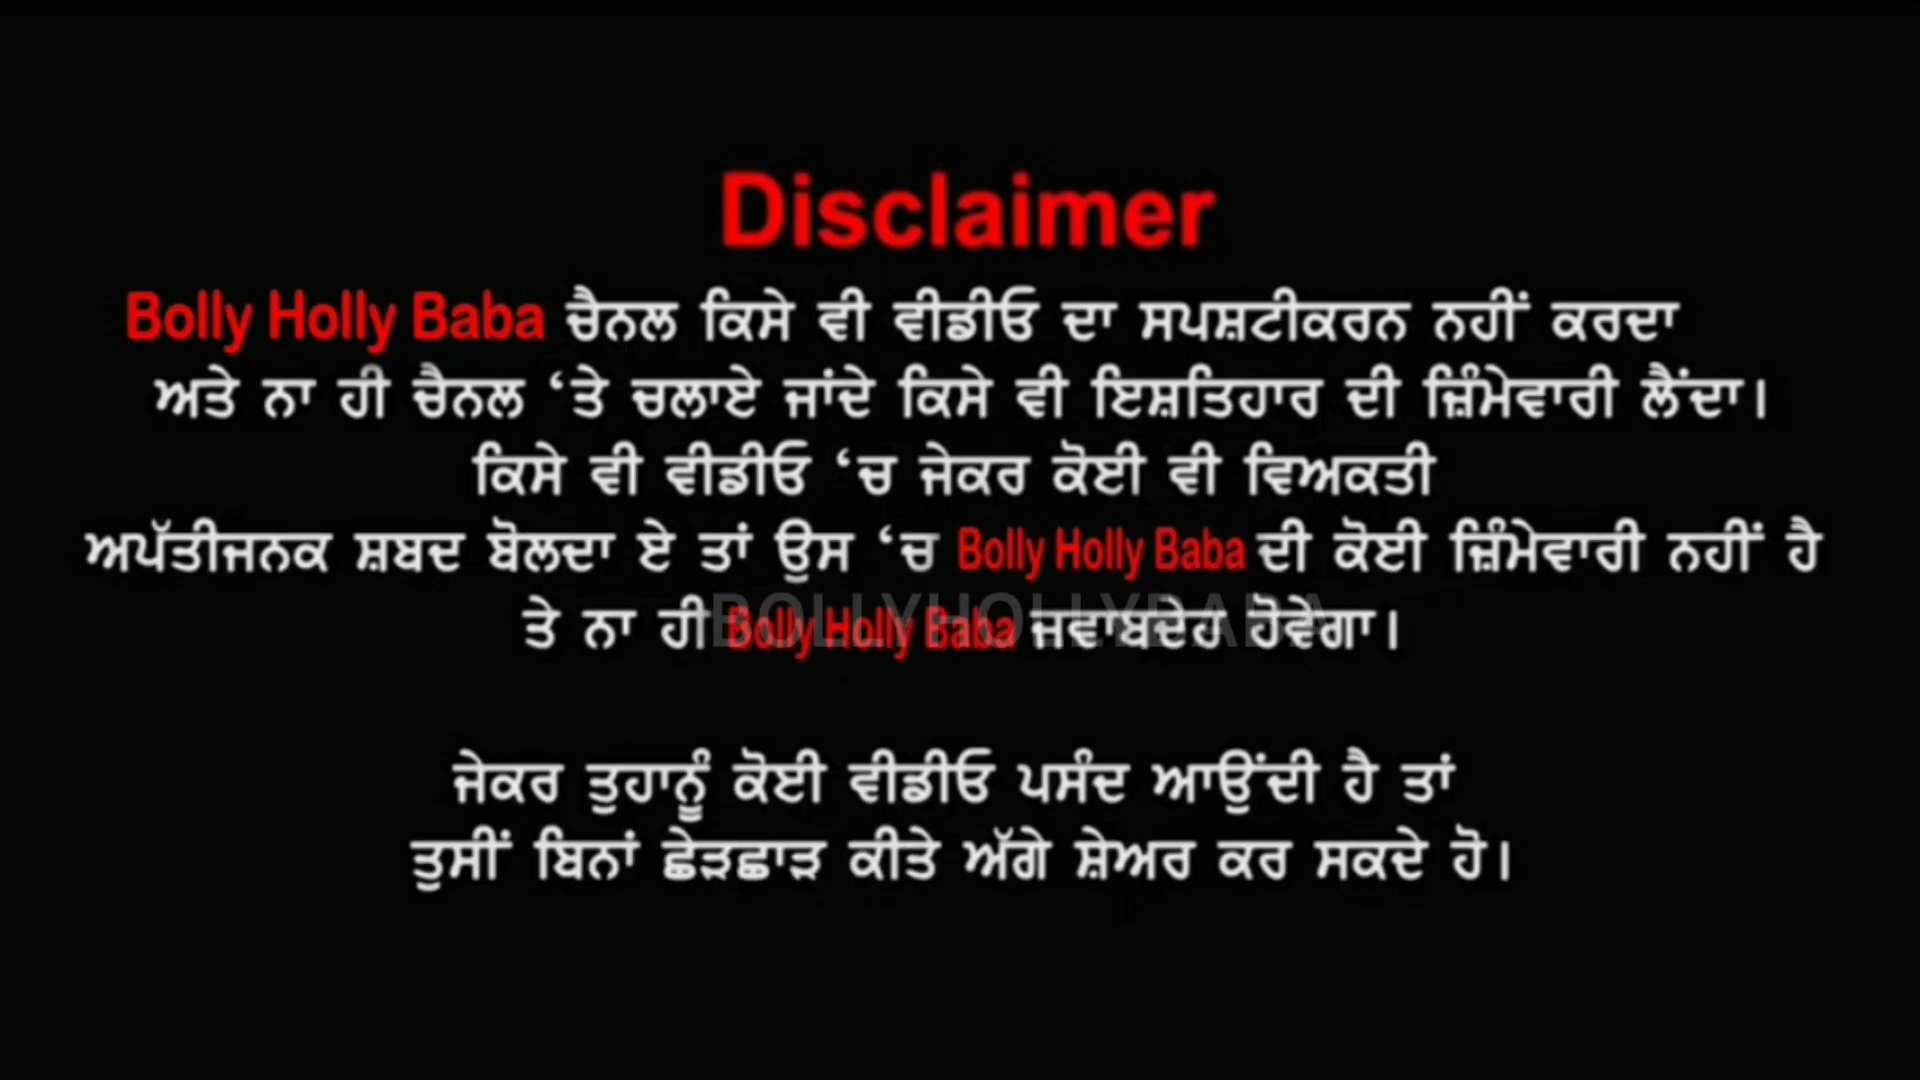 Disclaimer
Bolly Holly Baba ਚੈਨਲ ਕਿਸੇ ਵੀ ਵੀਡੀਓ ਦਾ ਸਪਸ਼ਟੀਕਰਨ ਨਹੀਂ ਕਰਦਾ
ਅਤੇ ਨਾ ਹੀ ਚੈਨਲ ‘ਤੇ ਚਲਾਏ ਜਾਂਦੇ ਕਿਸੇ ਵੀ ਇਸ਼ਤਿਹਾਰ ਦੀ ਜ਼ਿੰਮੇਵਾਰੀ ਲੈਂਦਾ।
ਕਿਸੇ ਵੀ ਵੀਡੀਓ ‘ਚ ਜੇਕਰ ਕੋਈ ਵੀ ਵਿਅਕਤੀ
ਅਪੱਤੀਜਨਕ ਸ਼ਬਦ ਬੋਲਦਾ ਏ ਤਾਂ ਉਸ ‘ਚ Bolly Holly Baba ਦੀ ਕੋਈ ਜ਼ਿੰਮੇਵਾਰੀ ਨਹੀਂ ਹੈ
ਤੇ ਨਾ ਹੀ Bolly Holly Baba ਜਵਾਬਦੇਹ ਹੋਵੇਗਾ।
BOLLYHOLLYBABA
ਜੇਕਰ ਤੁਹਾਨੂੰ ਕੋਈ ਵੀਡੀਓ ਪਸੰਦ ਆਉਂਦੀ ਹੈ ਤਾਂ
ਤੁਸੀਂ ਬਿਨਾਂ ਛੇੜਛਾੜ ਕੀਤੇ ਅੱਗੇ ਸ਼ੇਅਰ ਕਰ ਸਕਦੇ ਹੋ।